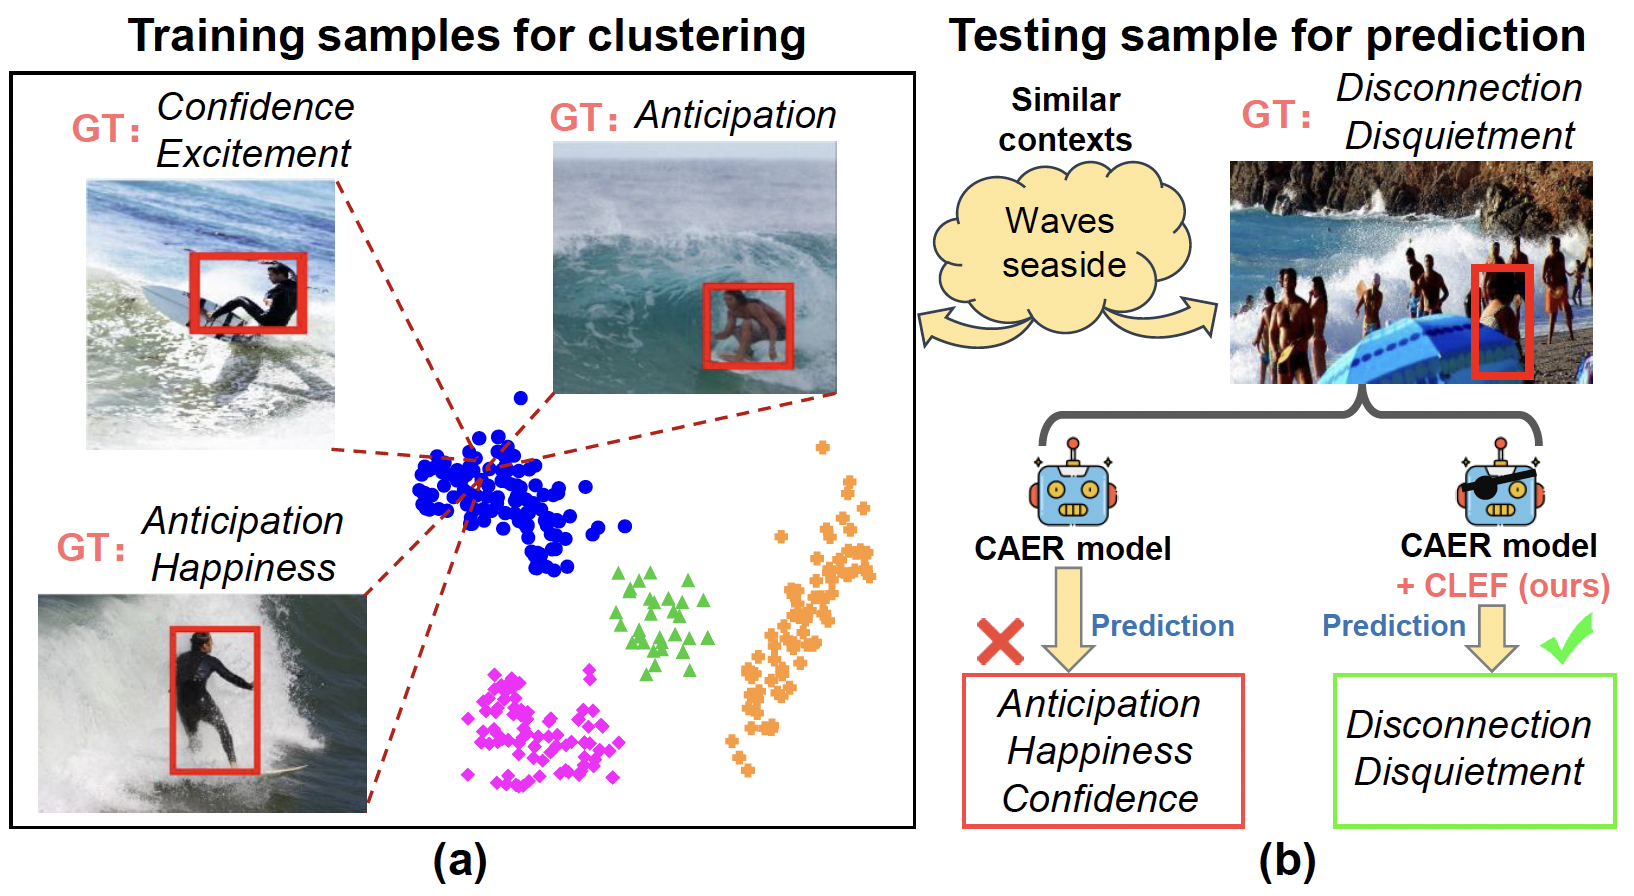 Training samples for clustering
GT: Confidence
Excitement
GT: Anticipation
GT: Anticipation
Happiness
(a)
Testing sample for prediction
Similar
contexts
Waves
seaside
GT: Disconnection
Disquietment
CAER model
CAER model
+ CLEF (ours)
Prediction
Prediction
Anticipation
Happiness
Confidence
Disconnection
Disquietment
(b)